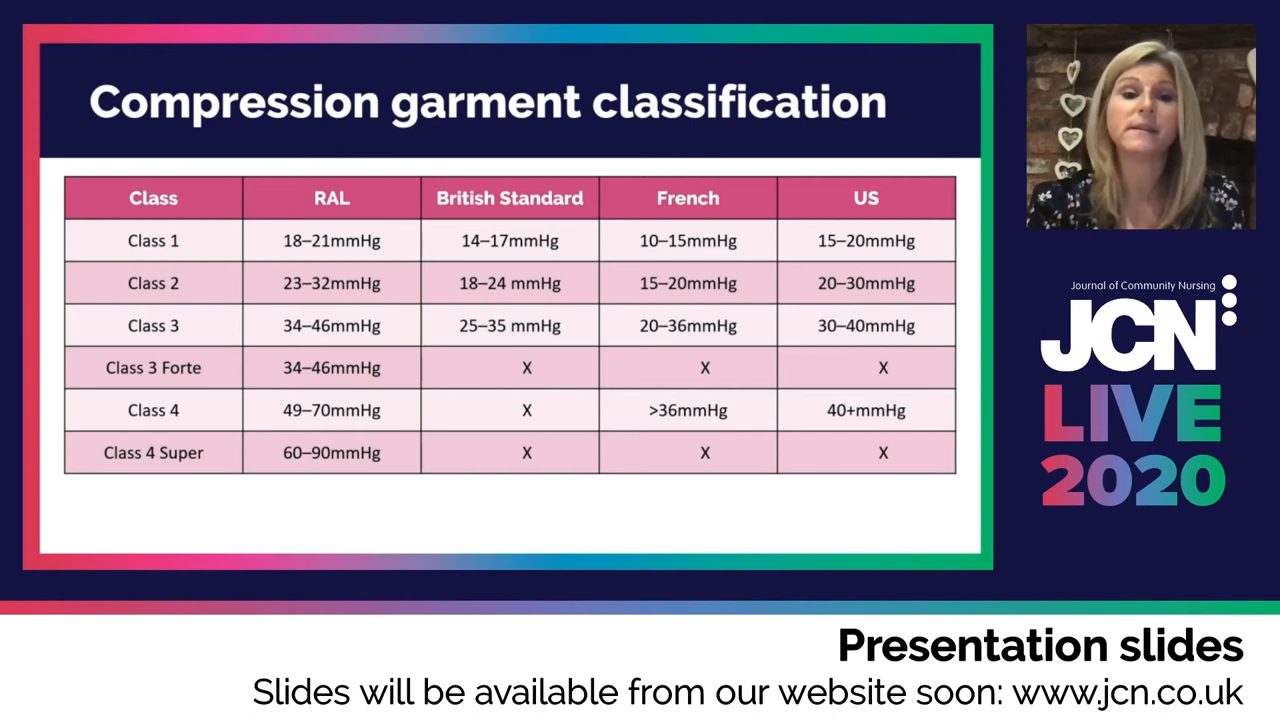 Compression garment classification
Class RAL British Standard French US
Class 1 18–21mmHg 14–17mmHg 10–15mmHg 15–20mmHg
Class 2 23–32mmHg 18–24 mmHg 15–20mmHg 20–30mmHg
Class 3 34–46mmHg 25–35 mmHg 20–36mmHg 30–40mmHg
Class 3 Forte 34–46mmHg X X X
Class 4 49–70mmHg X >36mmHg 40+mmHg
Class 4 Super 60–90mmHg X X X
Journal of Community Nursing
JCN
LIVE
2020
Presentation slides
Slides will be available from our website soon: www.jcn.co.uk